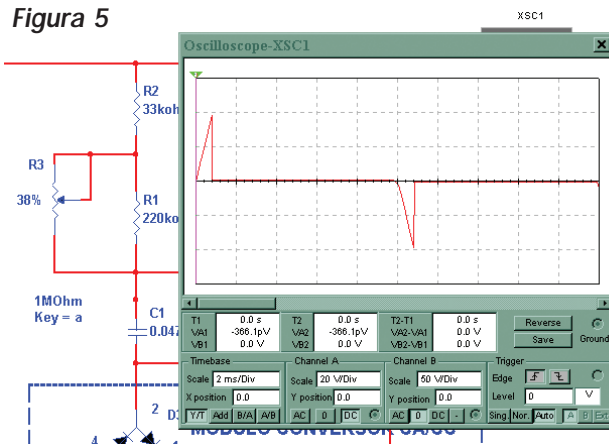 Figura 5
XSC1
Oscilloscope-XSC1
R2
33koh
R3
38%
R1
220ko
1MOhm
Key = a
C1
0.047
T1 0.0 s T2 0.0 s T2-T1 0.0 s
VA1 -366.1pV VA2 -366.1pV VA2-VA1 0.0 V
VB1 0.0 V VB2 0.0 V VB2-VB1 0.0 V
Reverse
Save
Ground
Timebase
Scale 2 ms/Div
X position 0.0
Y/T Add B/A A/B
Channel A
Scale 20 V/Div
Y position 0.0
AC 0 DC
Channel B
Scale 50 V/Div
Y position 0.0
AC 0 DC -
Trigger
Edge
Level 0 V
Sing. Nor. Auto A B Ext
2
4